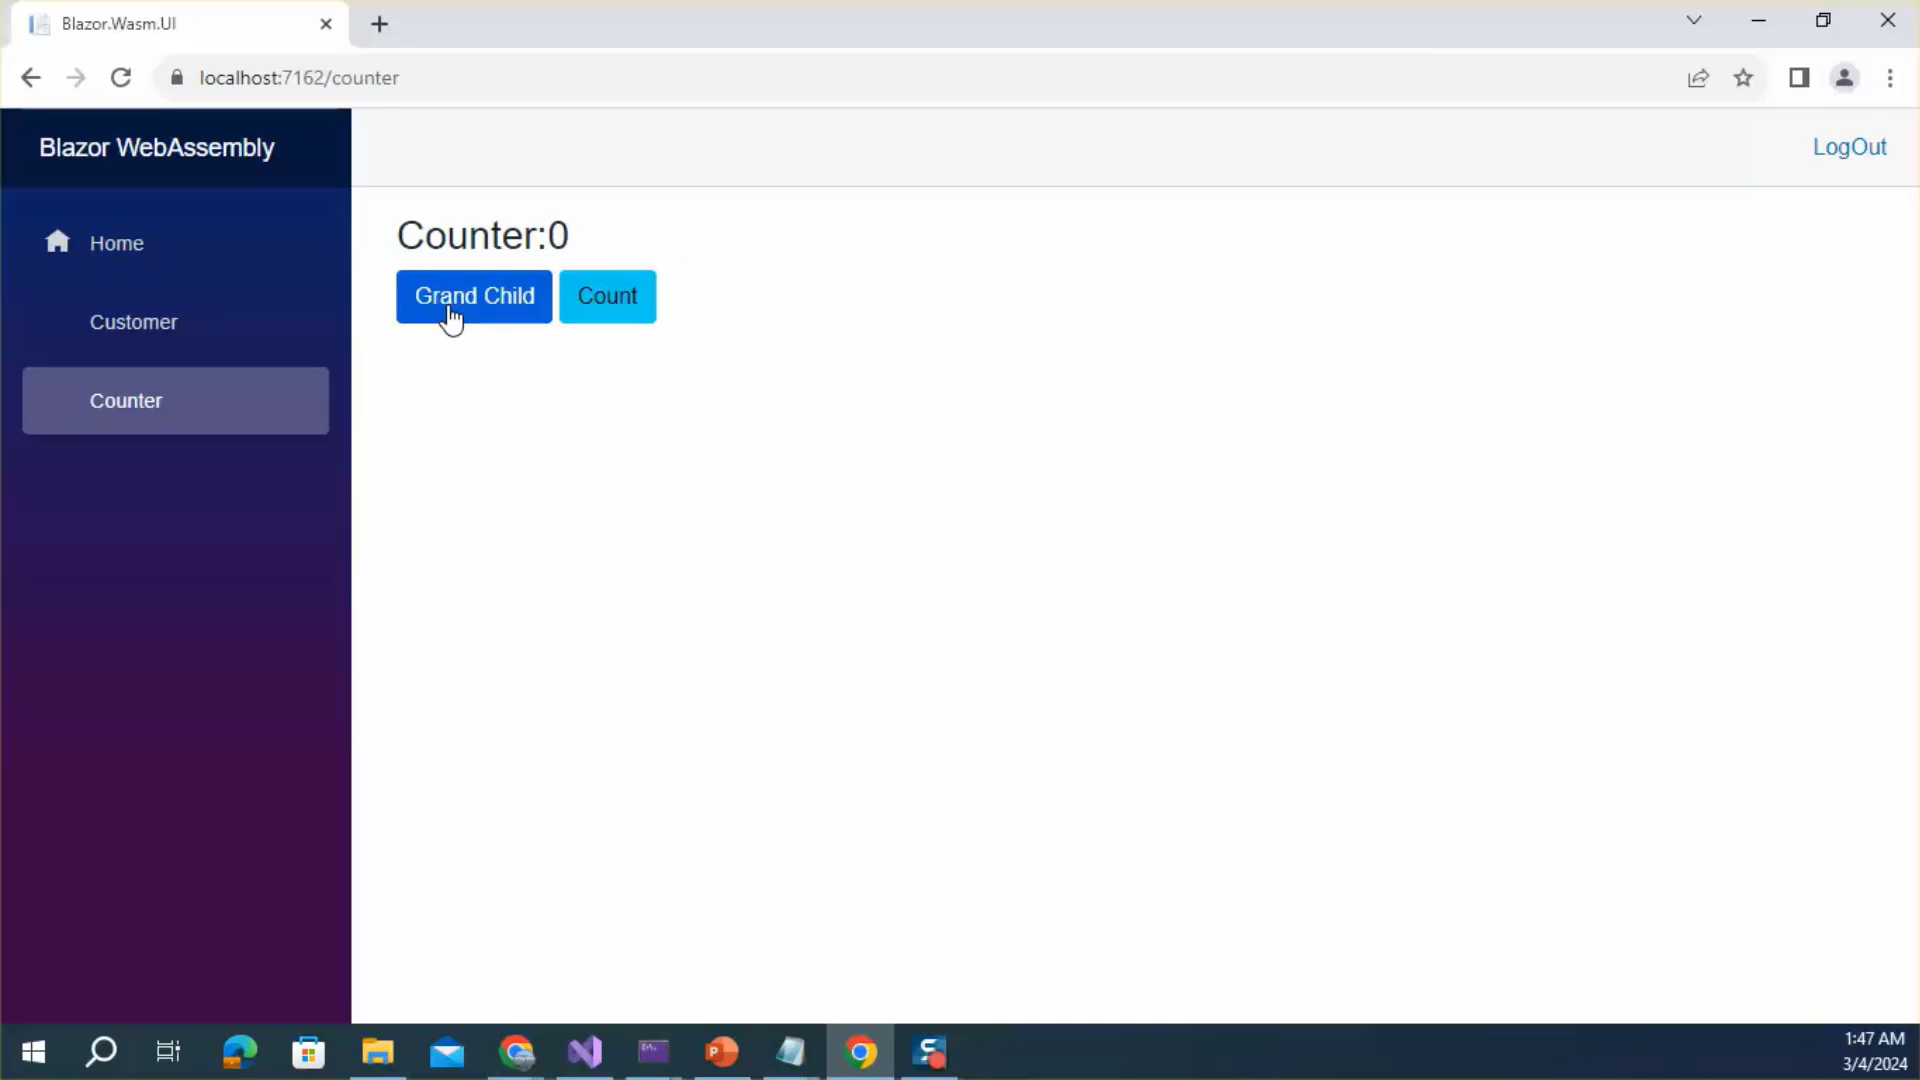 Blazor.Wasm.UI
localhost:7162/counter
Blazor WebAssembly
LogOut
Home
Customer
Counter
Counter:0
Grand Child
Count
1:47 AM
3/4/2024